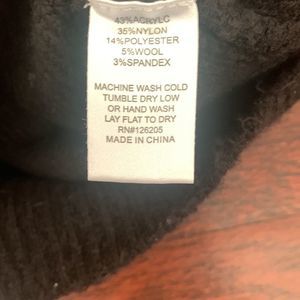 43%ACRYLC
35%NYLON
14%POLYESTER
5%WOOL
3%SPANDEX
MACHINE WASH COLD
TUMBLE DRY LOW
OR HAND WASH
LAY FLAT TO DRY
RN#126205
MADE IN CHINA